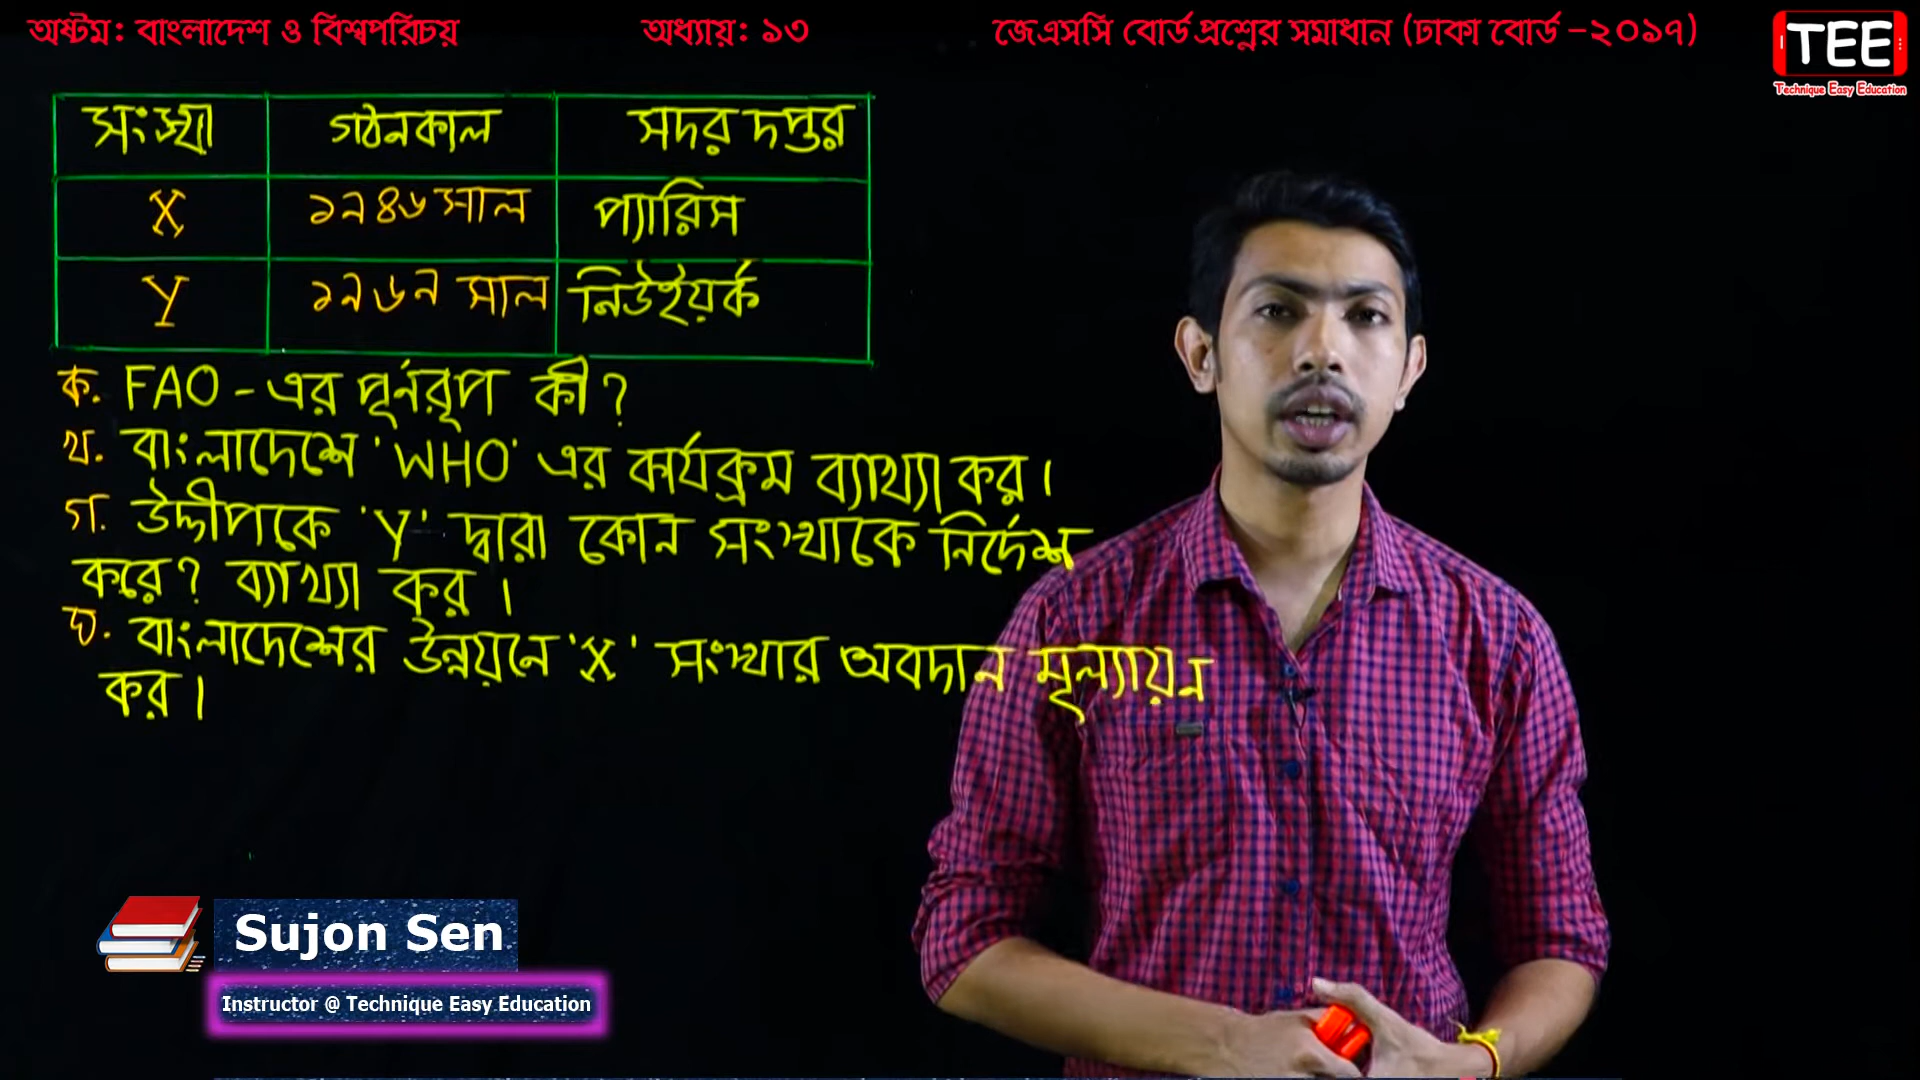 অষ্টম: বাংলাদেশ ও বিশ্বপরিচয় অধ্যায়: ১৩ জেএসসি বোর্ড প্রশ্নের সমাধান (ঢাকা বোর্ড -২০১৭)
TEE
Technique Easy Education
সংস্থা গঠনকাল সদর দপ্তর
X ১৯৪৬ সাল প্যারিস
Y ১৯৬৯ সাল নিউইয়র্ক
ক. FAO - এর পূর্নরূপ কী?
খ. বাংলাদেশে 'WHO' এর কার্যক্রম ব্যাখ্যা কর।
গ. উদ্দীপকে 'Y' দ্বারা কোন সংস্থাকে নির্দেশ
করে? ব্যাখ্যা কর।
ঘ. বাংলাদেশের উন্নয়নে 'X' সংস্থার অবদান মূল্যায়ন
কর।
Sujon Sen
Instructor @ Technique Easy Education